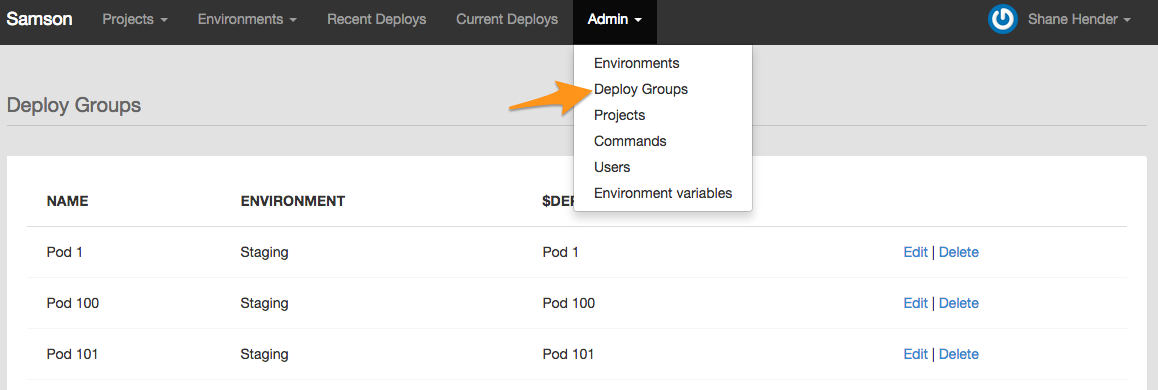 Samson Projects Environments Recent Deploys Current Deploys Admin Shane Hender
Environments
Deploy Groups
Projects
Commands
Users
Environment variables
Deploy Groups
NAME ENVIRONMENT
Pod 1 Staging Pod 1 Edit | Delete
Pod 100 Staging Pod 100 Edit | Delete
Pod 101 Staging Pod 101 Edit | Delete